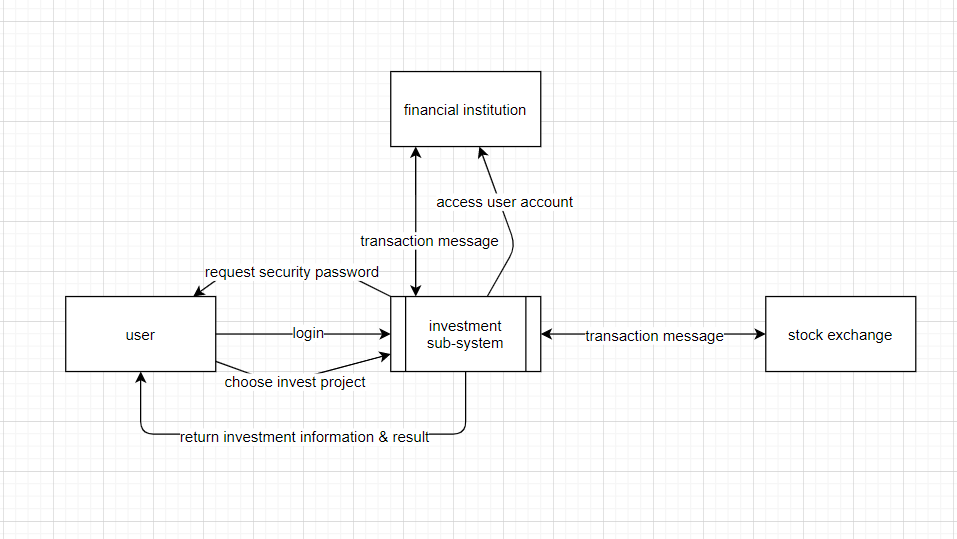 financial institution
access user account
transaction message
request security password
user
login
investment
sub-system
transaction message
stock exchange
choose invest project
return investment information & result